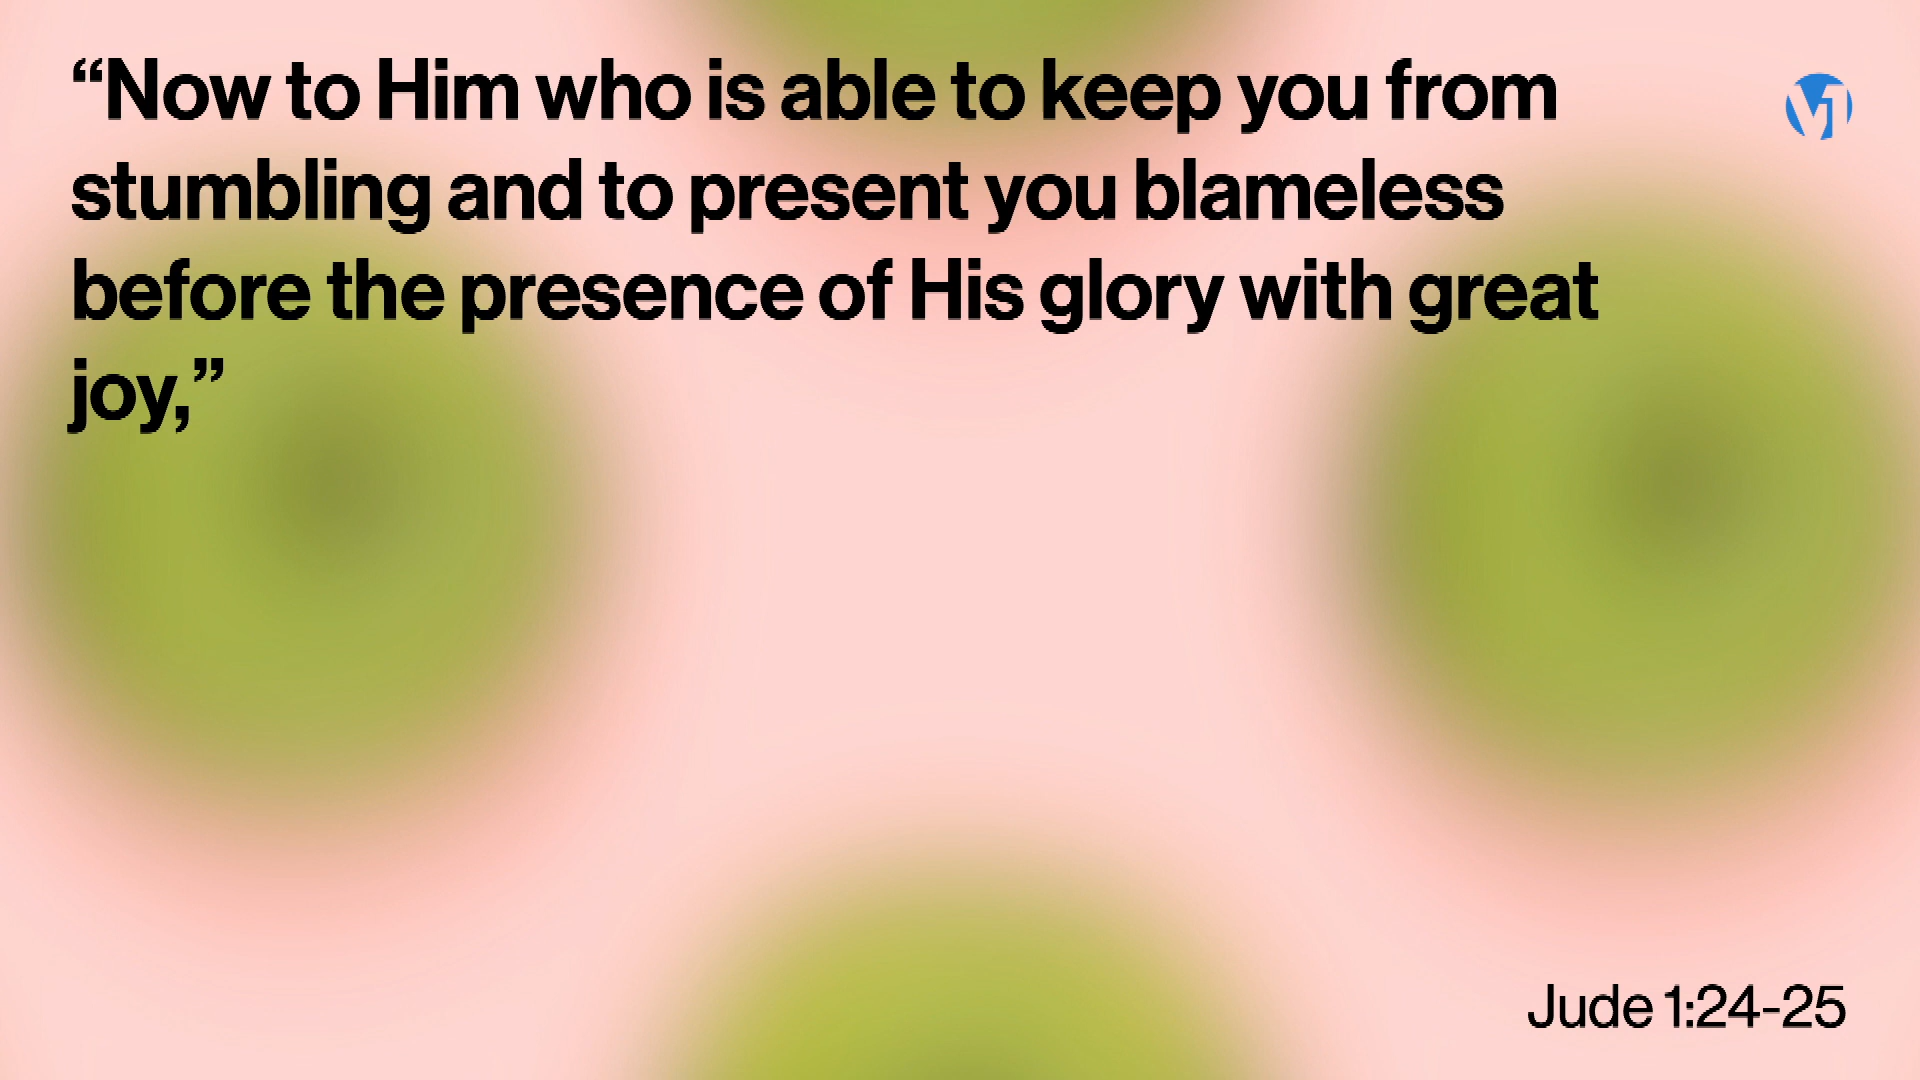 “Now to Him who is able to keep you from
stumbling and to present you blameless
before the presence of His glory with great
joy,”
Jude 1:24-25